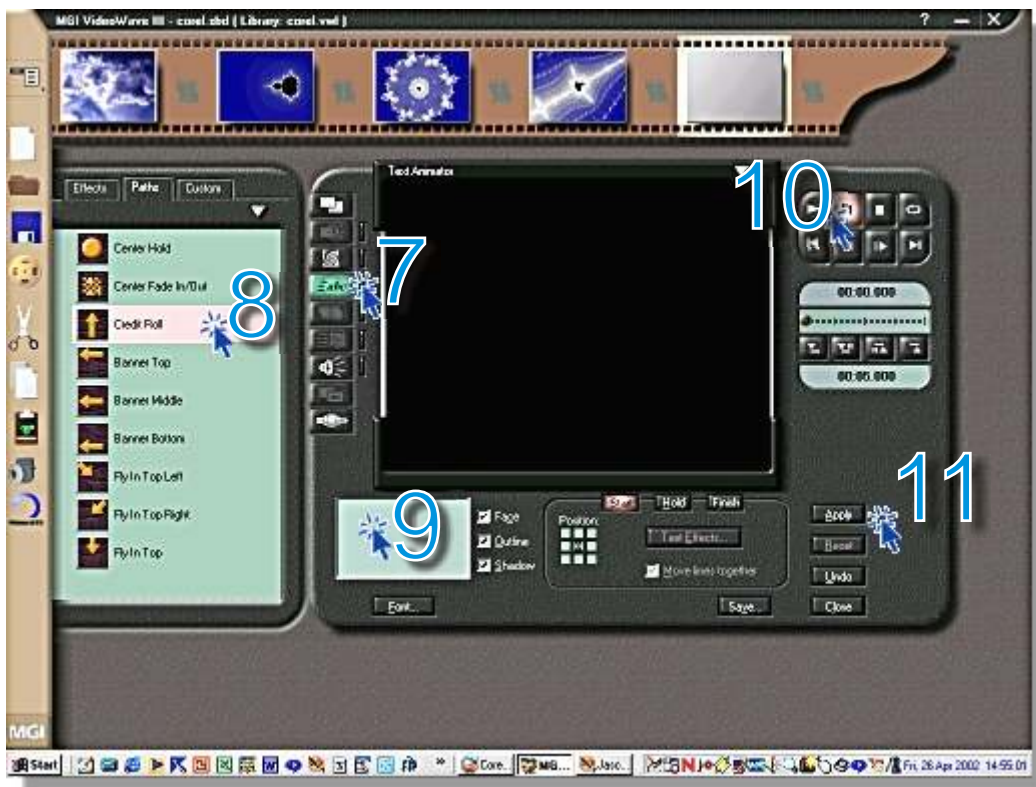 MGI VideoWave III - corel.sbd ( Library: corel.vwl )
? – X
Effects Paths Custom
Text Animator
10
7
Center Hold
Center Fade In/Out
8
Credit Roll
Banner Top
Banner Middle
Banner Bottom
Fly In Top Left
Fly In Top Right
Fly In Top
00:00.000
00:05.000
9
11
Start Hold Finish
Face
Outline
Shadow
Position:
Text Effects...
Move lines together
Apply
Reset
Undo
Close
Font...
Save...
MGI
Start » Core... MG... Jasc... Fri, 26 Apr 2002 14:55:01